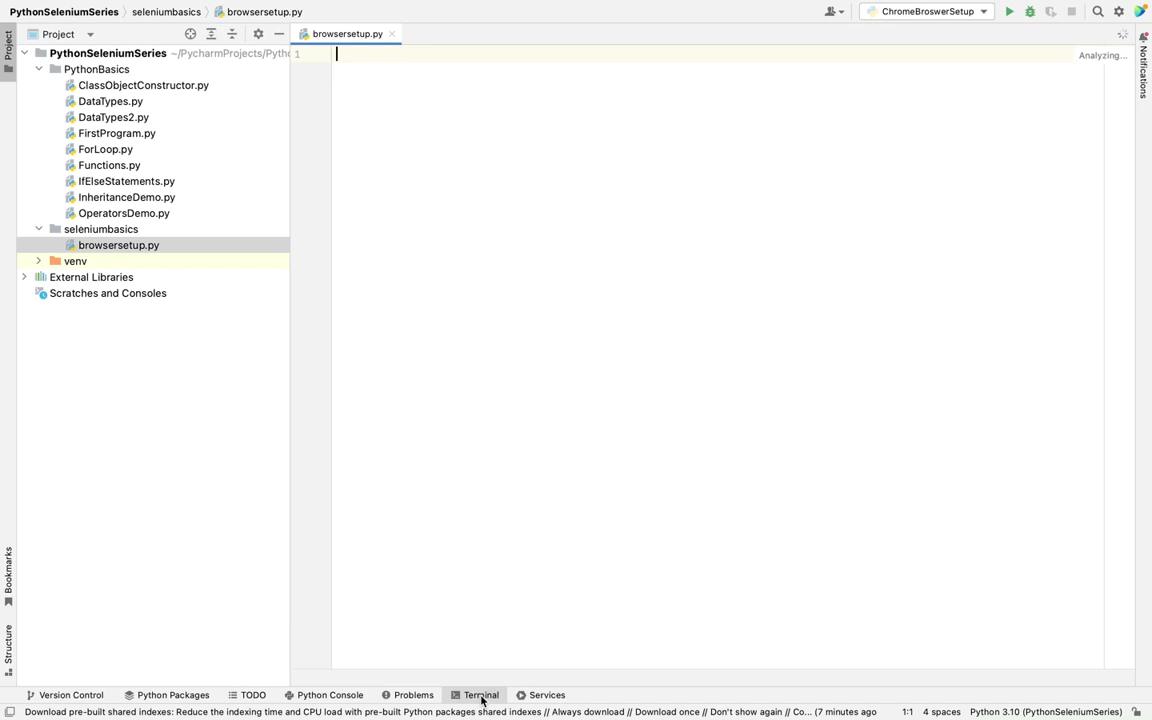 PythonSeleniumSeries seleniumbasics browsersetup.py ChromeBroswerSetup
Project browsersetup.py
Project
Notifications
PythonSeleniumSeries ~/PycharmProjects/Pytho
1
Analyzing...
PythonBasics
ClassObjectConstructor.py
DataTypes.py
DataTypes2.py
FirstProgram.py
ForLoop.py
Functions.py
IfElseStatements.py
InheritanceDemo.py
OperatorsDemo.py
seleniumbasics
browsersetup.py
venv
External Libraries
Scratches and Consoles
Bookmarks
Structure
Version Control Python Packages TODO Python Console Problems Terminal Services
Download pre-built shared indexes: Reduce the indexing time and CPU load with pre-built Python packages shared indexes // Always download // Download once // Don't show again // Co... (7 minutes ago 1:1 4 spaces Python 3.10 (PythonSeleniumSeries)